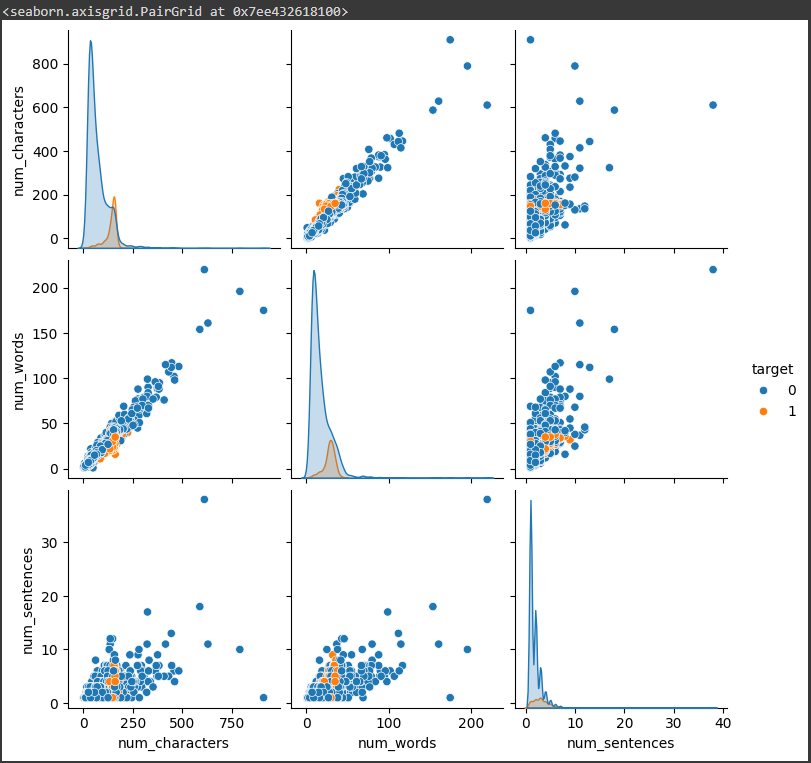 <seaborn.axisgrid.PairGrid at 0x7ee432618100>
num_characters
800
600
400
200
0
num_words
200
150
100
50
0
target
0
1
num_sentences
30
20
10
0
0 250 500 750
0 100 200
0 10 20 30 40
num_characters
num_words
num_sentences